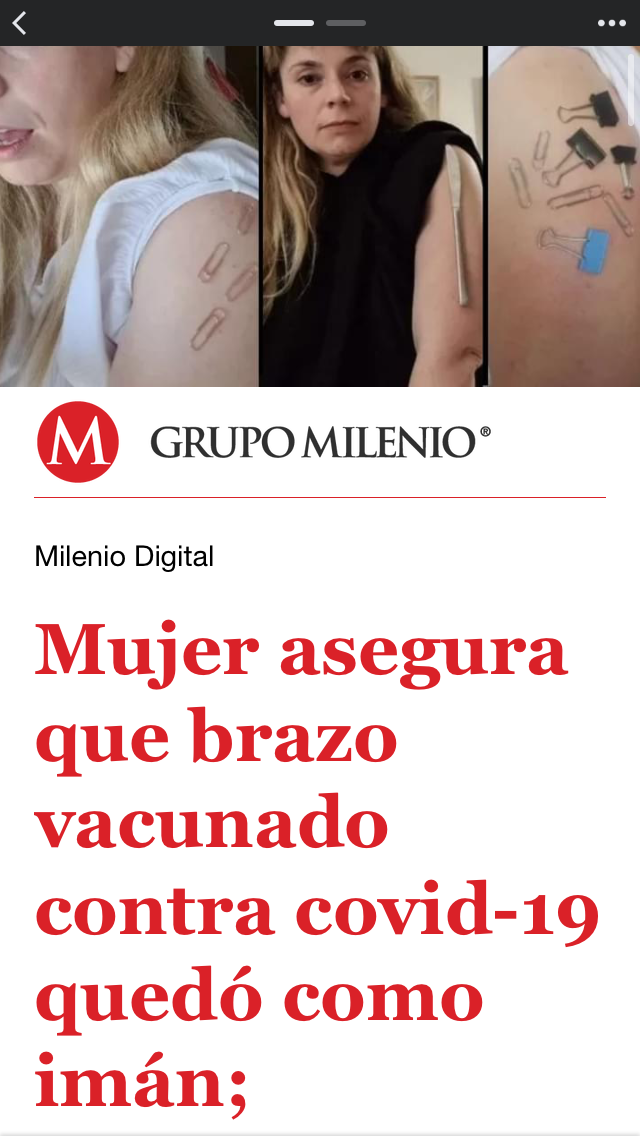 M GRUPO MILENIO®
Milenio Digital
Mujer asegura
que brazo
vacunado
contra covid-19
quedó como
imán;